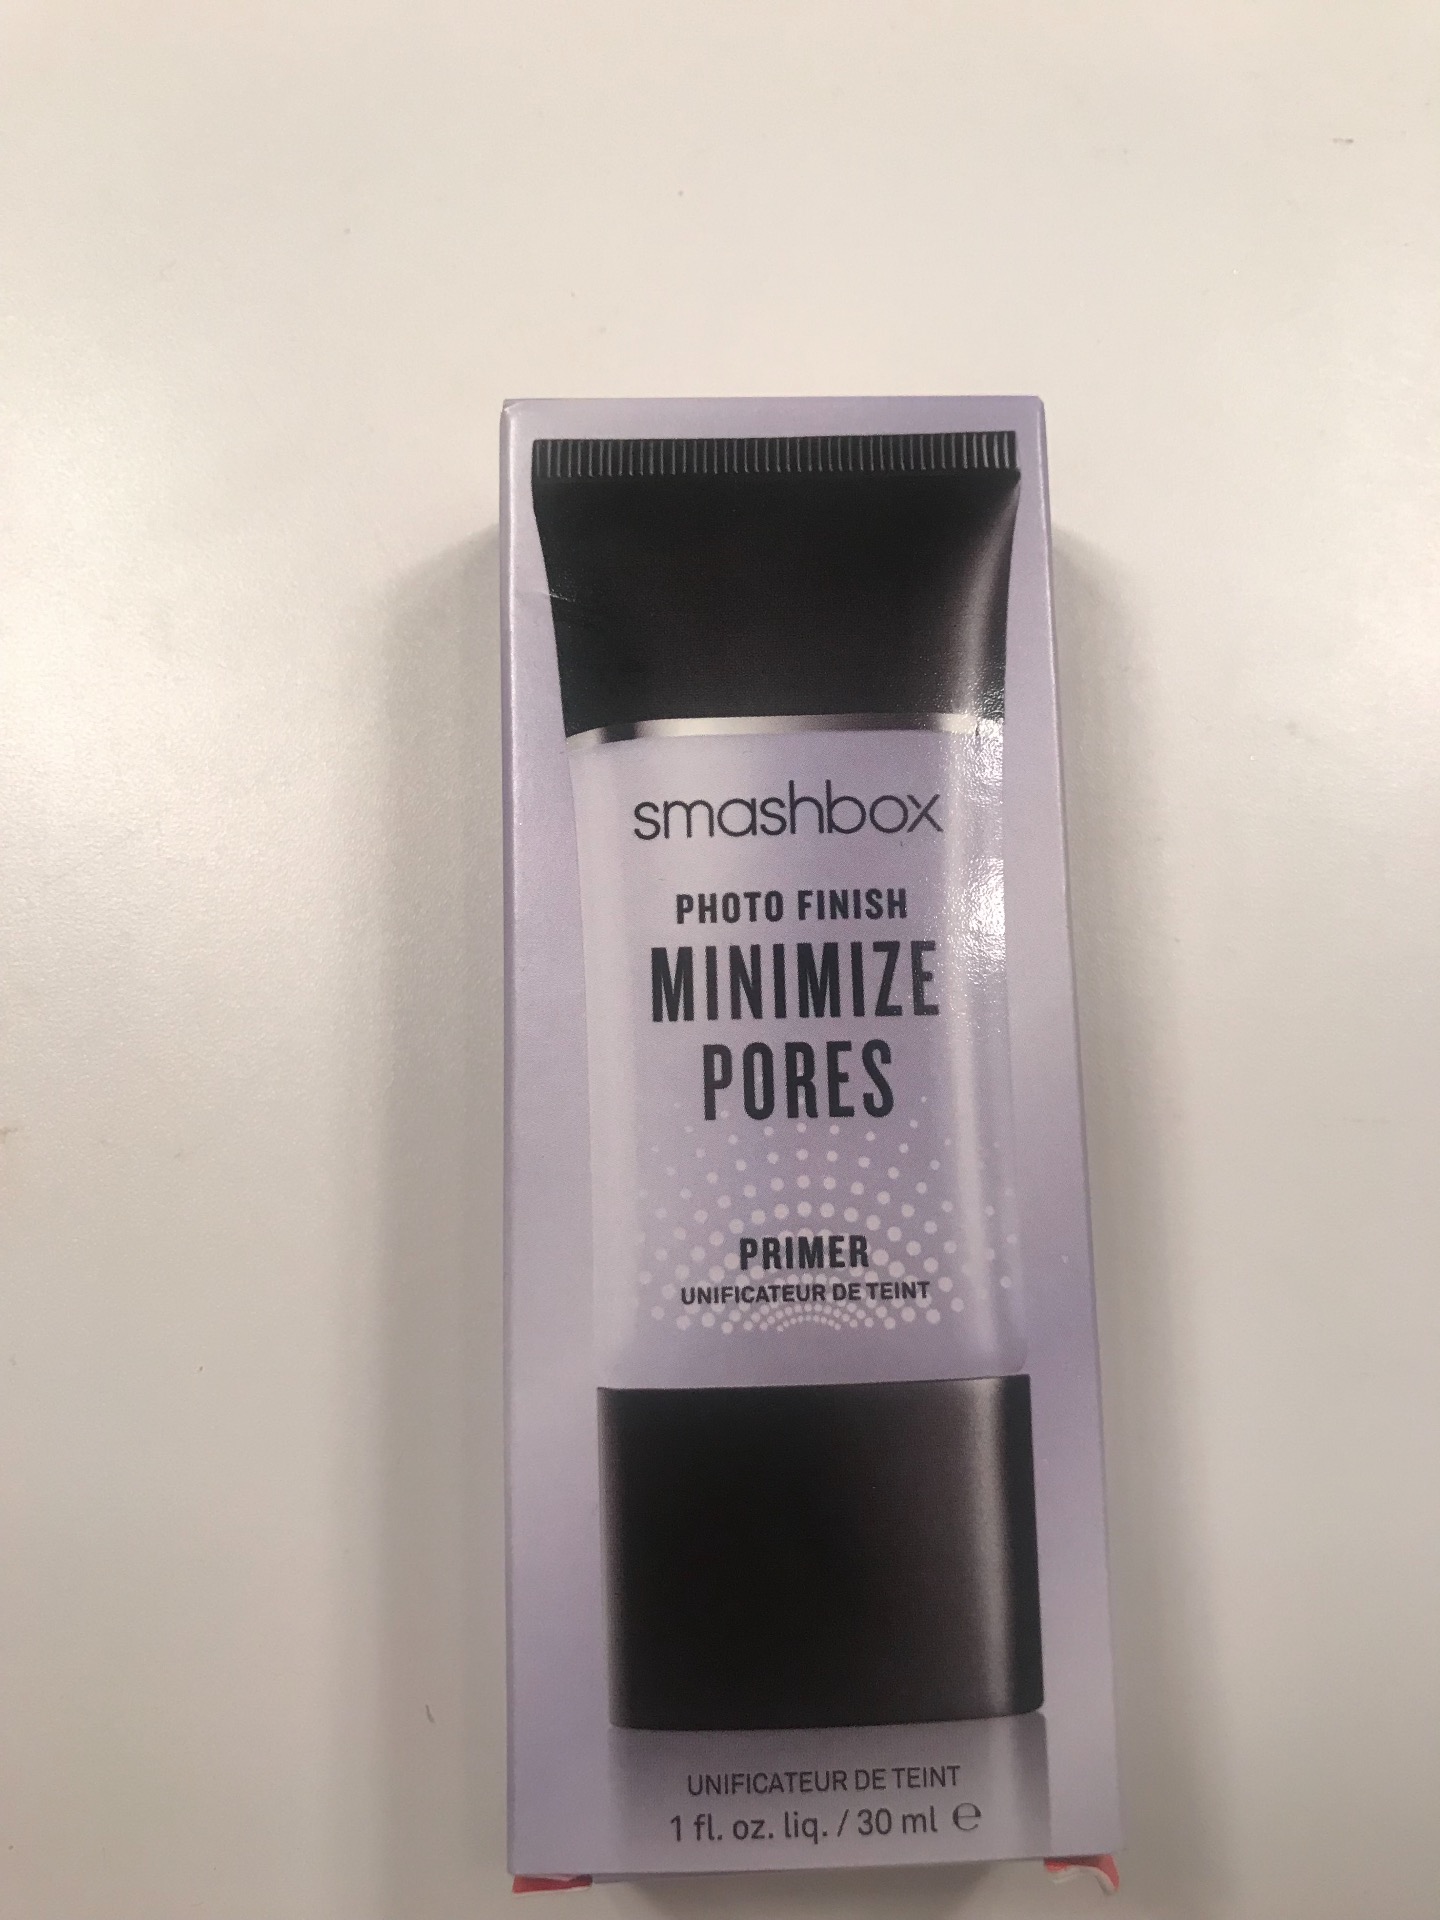 smashbox
PHOTO FINISH
MINIMIZE
PORES
PRIMER
UNIFICATEUR DE TEINT
UNIFICATEUR DE TEINT
1 fl. oz. liq. / 30 ml ℮